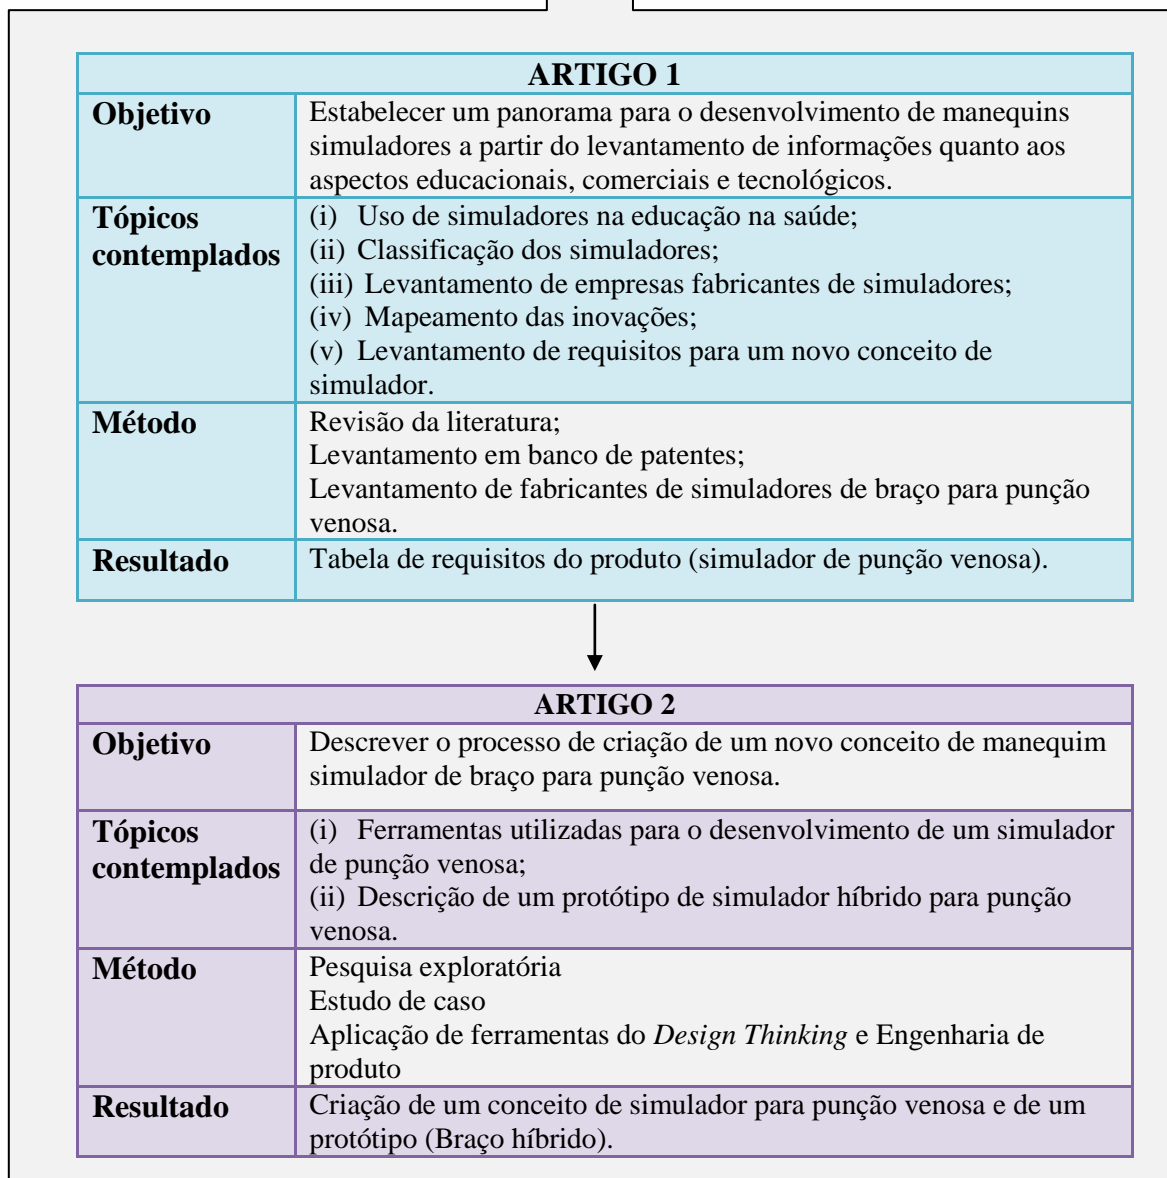 ARTIGO 1
Objetivo
Estabelecer um panorama para o desenvolvimento de manequins
simuladores a partir do levantamento de informações quanto aos
aspectos educacionais, comerciais e tecnológicos.
Tópicos
contemplados
(i) Uso de simuladores na educação na saúde;
(ii) Classificação dos simuladores;
(iii) Levantamento de empresas fabricantes de simuladores;
(iv) Mapeamento das inovações;
(v) Levantamento de requisitos para um novo conceito de
simulador.
Método
Revisão da literatura;
Levantamento em banco de patentes;
Levantamento de fabricantes de simuladores de braço para punção
venosa.
Resultado
Tabela de requisitos do produto (simulador de punção venosa).
ARTIGO 2
Objetivo
Descrever o processo de criação de um novo conceito de manequim
simulador de braço para punção venosa.
Tópicos
contemplados
(i) Ferramentas utilizadas para o desenvolvimento de um simulador
de punção venosa;
(ii) Descrição de um protótipo de simulador híbrido para punção
venosa.
Método
Pesquisa exploratória
Estudo de caso
Aplicação de ferramentas do Design Thinking e Engenharia de
produto
Resultado
Criação de um conceito de simulador para punção venosa e de um
protótipo (Braço híbrido).